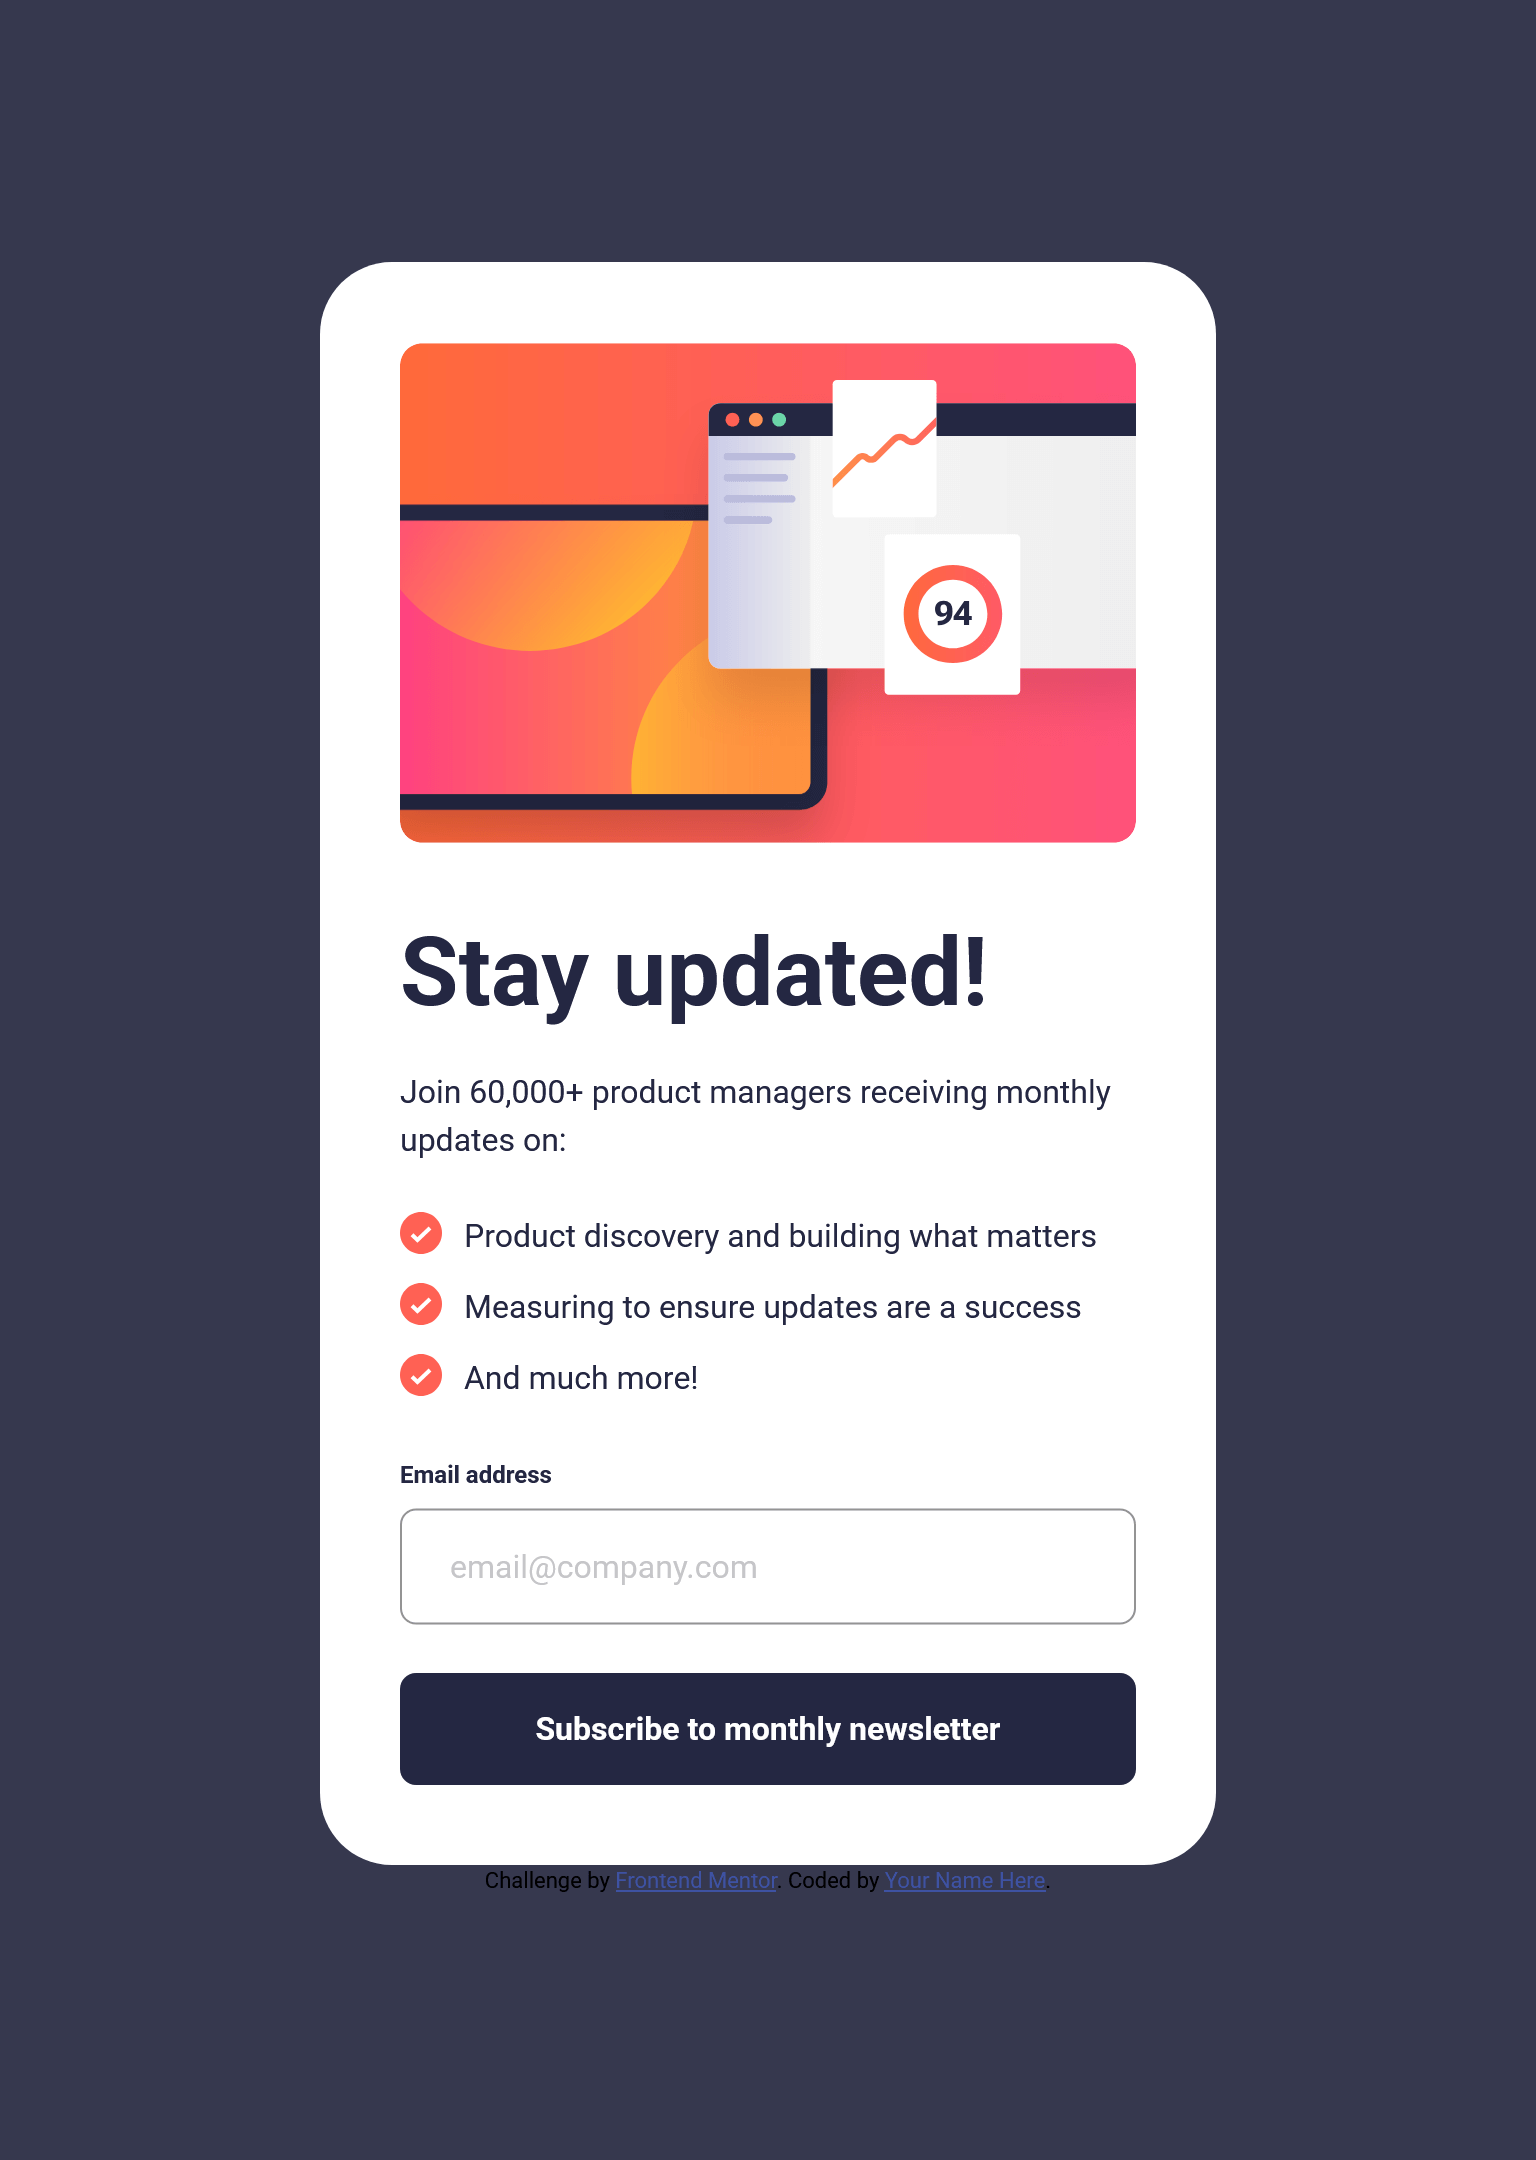 94
Stay updated!
Join 60,000+ product managers receiving monthly
updates on:
Product discovery and building what matters
Measuring to ensure updates are a success
And much more!
Email address
email@company.com
Subscribe to monthly newsletter
Challenge by Frontend Mentor. Coded by Your Name Here.